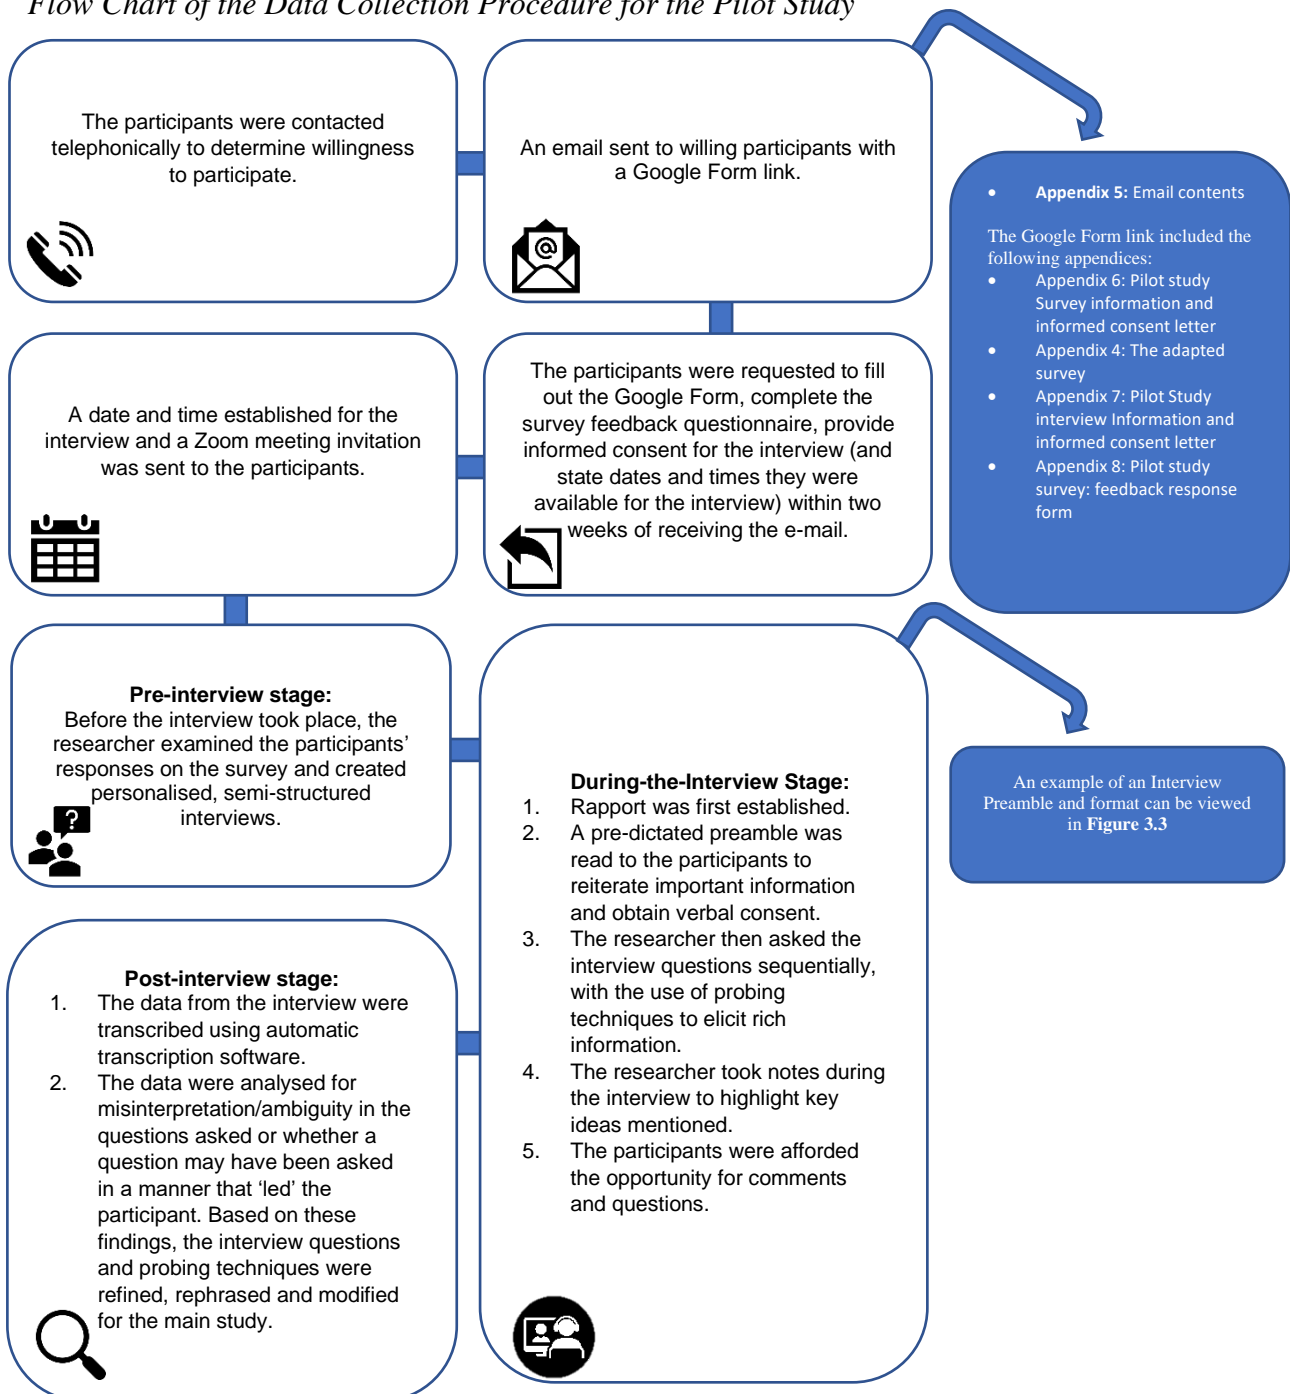 Flow Chart of the Data Collection Procedure for the Pilot Study
The participants were contacted
telephonically to determine willingness
to participate.
An email sent to willing participants with
a Google Form link.
@
• Appendix 5: Email contents
The Google Form link included the
following appendices:
• Appendix 6: Pilot study
Survey information and
informed consent letter
• Appendix 4: The adapted
survey
• Appendix 7: Pilot Study
interview Information and
informed consent letter
• Appendix 8: Pilot study
survey: feedback response
form
The participants were requested to fill
out the Google Form, complete the
survey feedback questionnaire, provide
informed consent for the interview (and
state dates and times they were
available for the interview) within two
weeks of receiving the e-mail.
A date and time established for the
interview and a Zoom meeting invitation
was sent to the participants.
Pre-interview stage:
Before the interview took place, the
researcher examined the participants’
responses on the survey and created
personalised, semi-structured
interviews.
?
During-the-Interview Stage:
1. Rapport was first established.
2. A pre-dictated preamble was
read to the participants to
reiterate important information
and obtain verbal consent.
3. The researcher then asked the
interview questions sequentially,
with the use of probing
techniques to elicit rich
information.
4. The researcher took notes during
the interview to highlight key
ideas mentioned.
5. The participants were afforded
the opportunity for comments
and questions.
An example of an Interview
Preamble and format can be viewed
in Figure 3.3
Post-interview stage:
1. The data from the interview were
transcribed using automatic
transcription software.
2. The data were analysed for
misinterpretation/ambiguity in the
questions asked or whether a
question may have been asked
in a manner that ‘led’ the
participant. Based on these
findings, the interview questions
and probing techniques were
refined, rephrased and modified
for the main study.